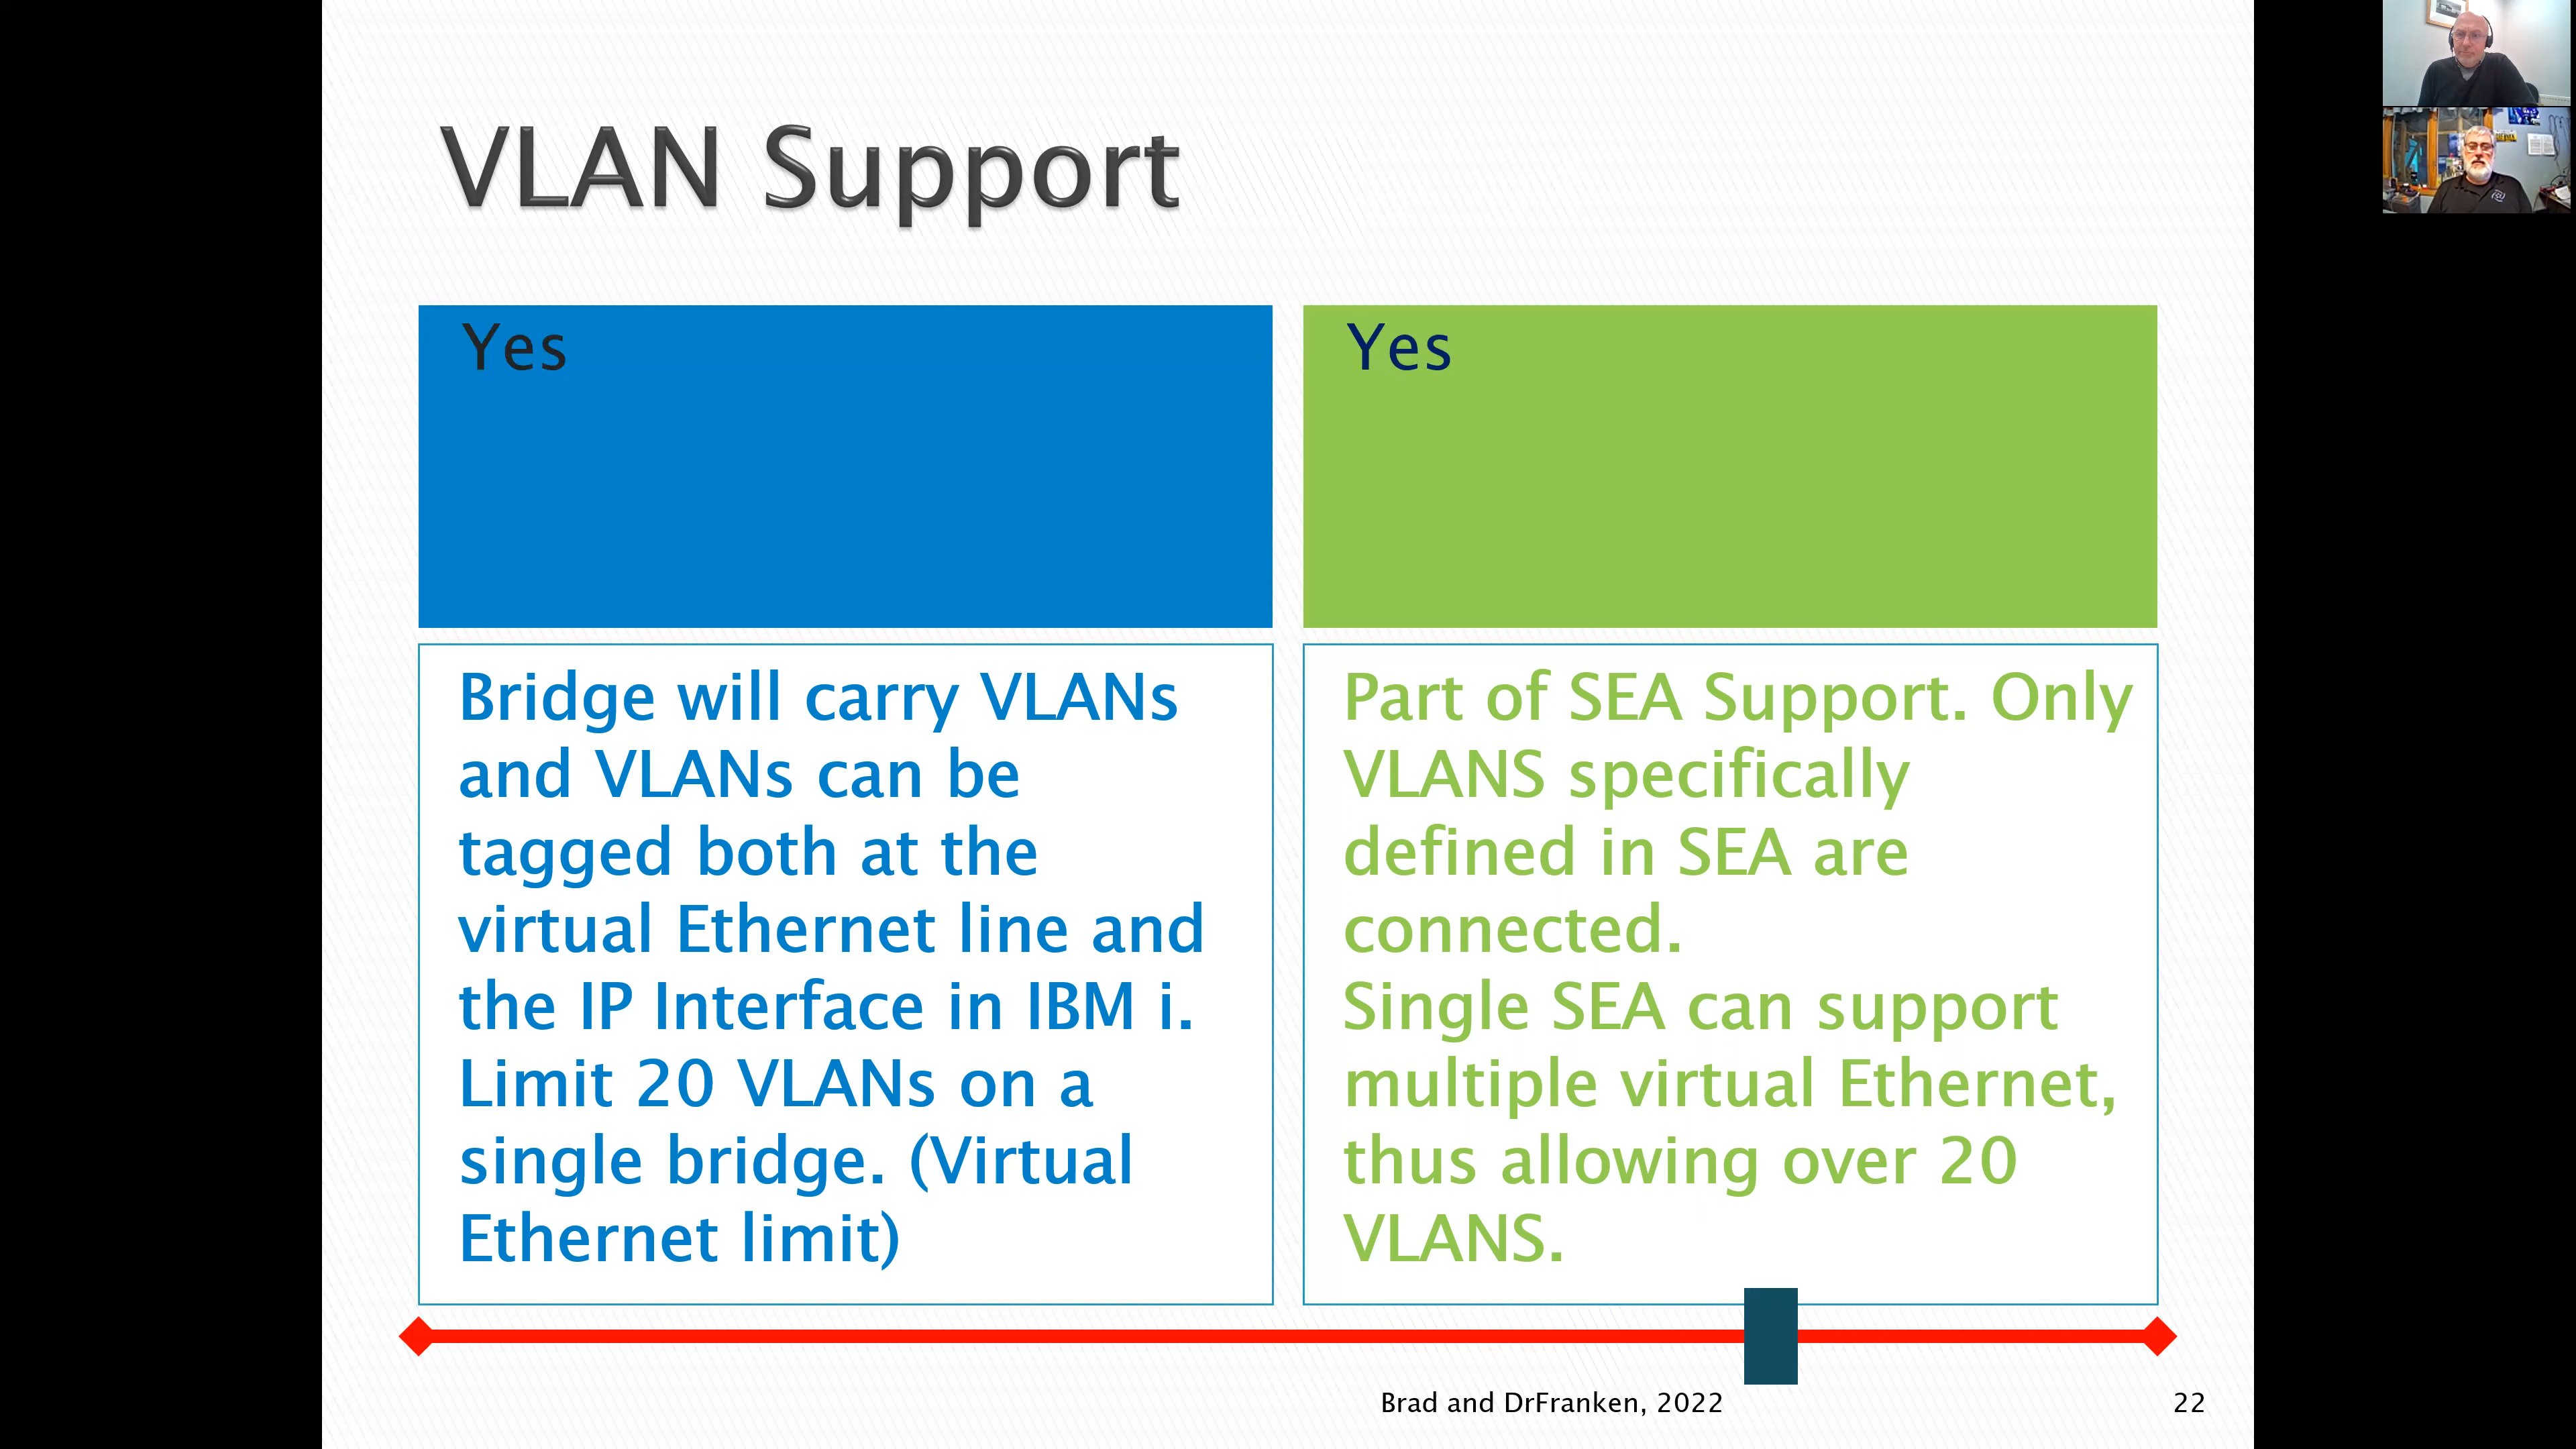 VLAN Support
Yes
Bridge will carry VLANs
and VLANs can be
tagged both at the
virtual Ethernet line and
the IP Interface in IBM i.
Limit 20 VLANs on a
single bridge. (Virtual
Ethernet limit)
Yes
Part of SEA Support. Only
VLANS specifically
defined in SEA are
connected.
Single SEA can support
multiple virtual Ethernet,
thus allowing over 20
VLANS.
Brad and DrFranken, 2022
22